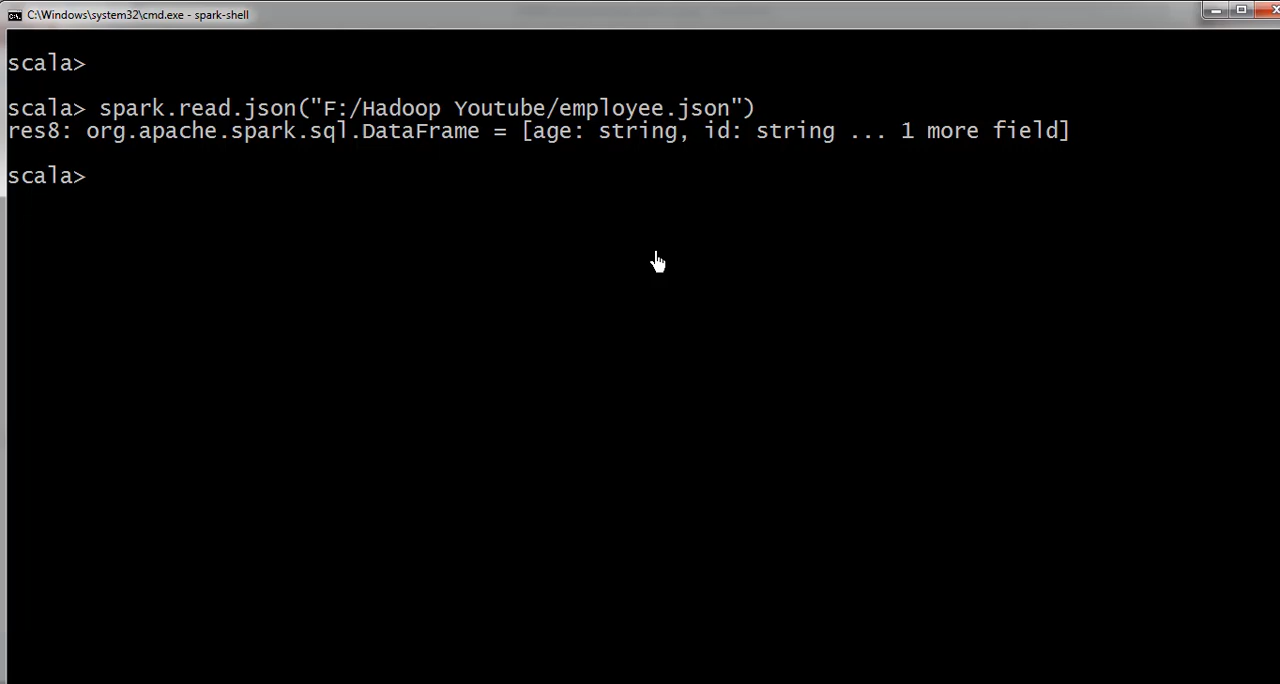 C:\Windows\system32\cmd.exe - spark-shell
scala>
scala> spark.read.json("F:/Hadoop Youtube/employee.json")
res8: org.apache.spark.sql.DataFrame = [age: string, id: string ... 1 more field]
scala>